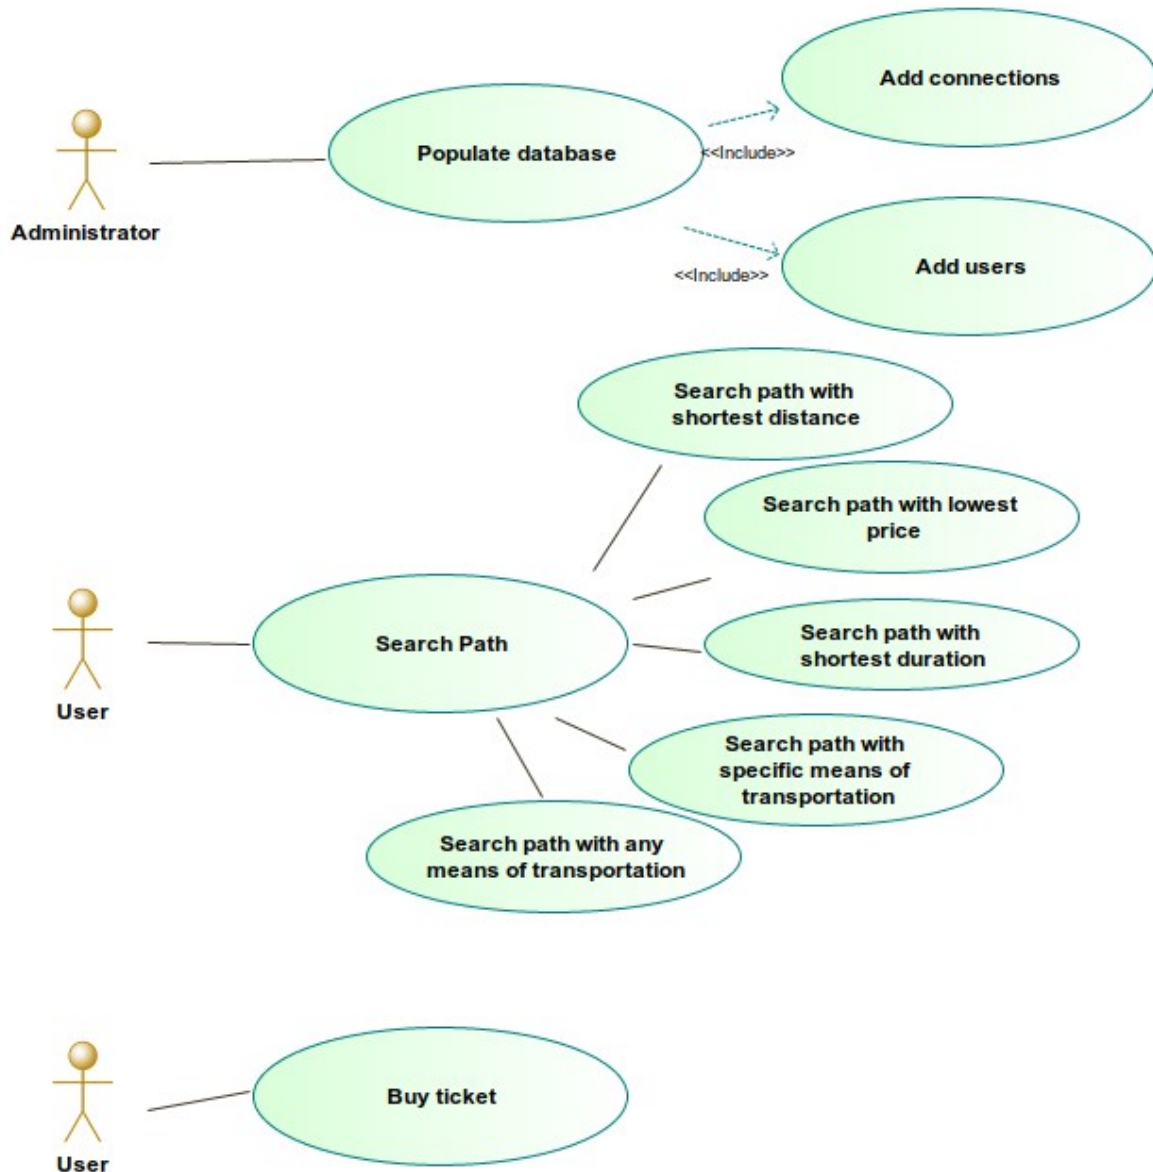 Add connections
Populate database
<<Include>>
Administrator
Add users
<<Include>>
Search path with
shortest distance
Search path with lowest
price
Search path with
shortest duration
Search Path
User
Search path with
specific means of
transportation
Search path with any
means of transportation
Buy ticket
User